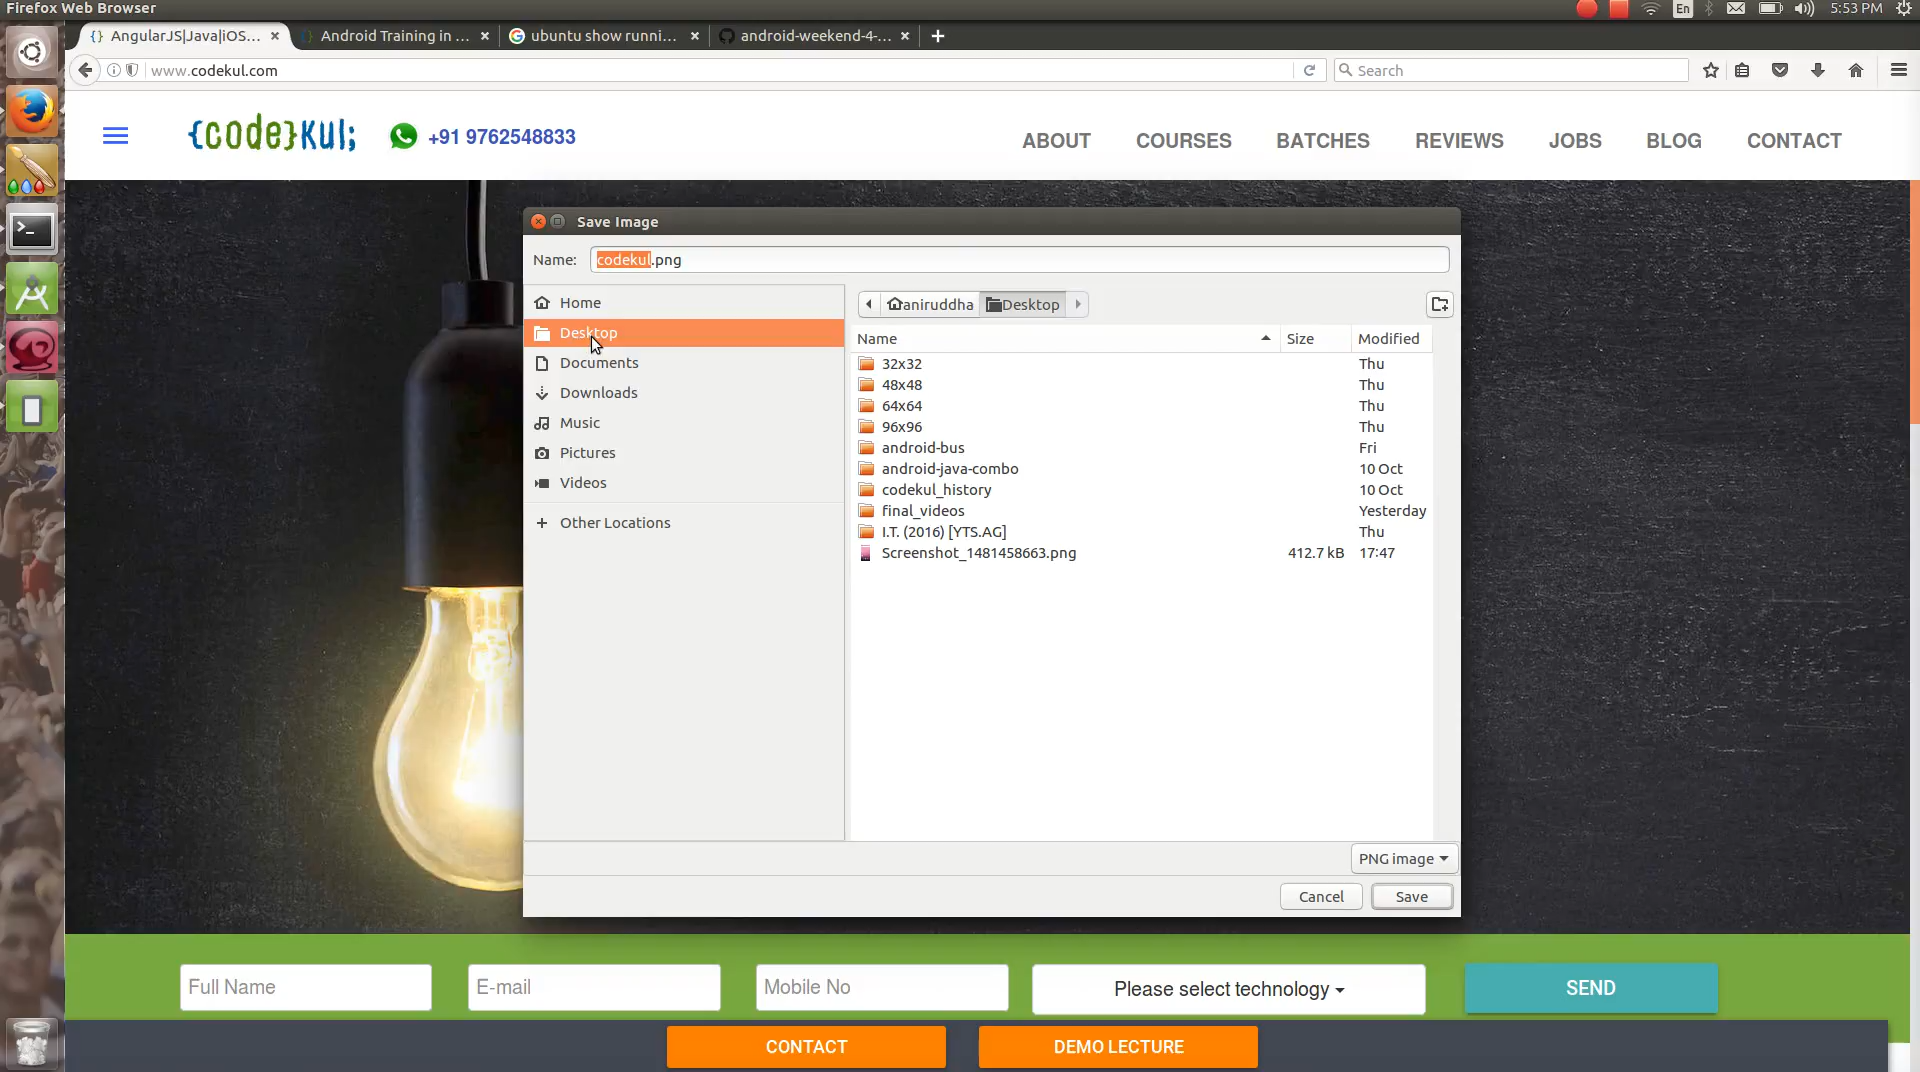 Firefox Web Browser
En
5:53 PM
{} AngularJS|Java|iOS...
Android Training in ...
ubuntu show runni...
android-weekend-4-...
www.codekul.com
Search
{code}Kul;
+91 9762548833
ABOUT
COURSES
BATCHES
REVIEWS
JOBS
BLOG
CONTACT
Save Image
Name: codekul.png
Home
Desktop
Documents
Downloads
Music
Pictures
Videos
Other Locations
aniruddha
Desktop
Name Size Modified
32x32 Thu
48x48 Thu
64x64 Thu
96x96 Thu
android-bus Fri
android-java-combo 10 Oct
codekul_history 10 Oct
final_videos Yesterday
I.T. (2016) [YTS.AG] Thu
Screenshot_1481458663.png 412.7 kB 17:47
PNG image
Cancel
Save
Full Name
E-mail
Mobile No
Please select technology
SEND
CONTACT
DEMO LECTURE